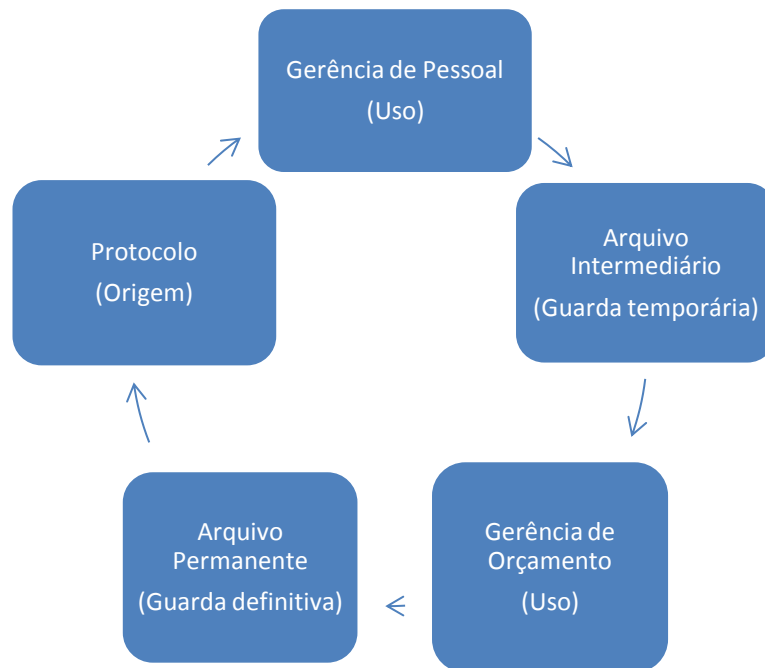 Gerência de Pessoal
(Uso)
Arquivo
Intermediário
(Guarda temporária)
Gerência de
Orçamento
(Uso)
Arquivo
Permanente
(Guarda definitiva)
Protocolo
(Origem)